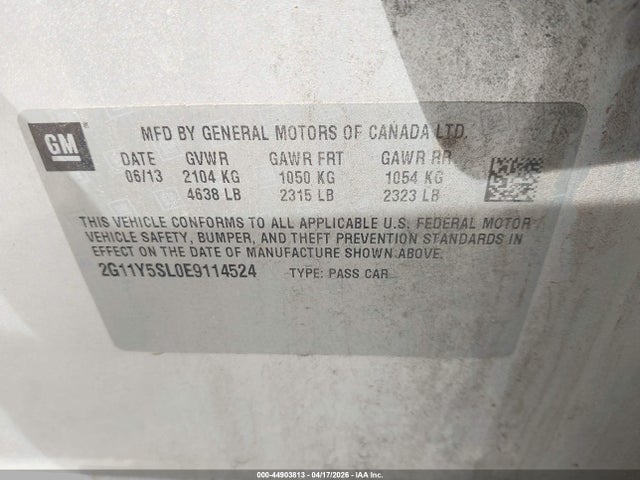 GM
MFD BY GENERAL MOTORS OF CANADA LTD.
DATE GVWR GAWR FRT GAWR RR
06/13 2104 KG 1050 KG 1054 KG
4638 LB 2315 LB 2323 LB
THIS VEHICLE CONFORMS TO ALL APPLICABLE U.S. FEDERAL MOTOR
VEHICLE SAFETY, BUMPER, AND THEFT PREVENTION STANDARDS IN
EFFECT ON THE DATE OF MANUFACTURE SHOWN ABOVE.
2G11Y5SL0E9114524 TYPE: PASS CAR
000-44903813 - 04/17/2026 - IAA Inc.